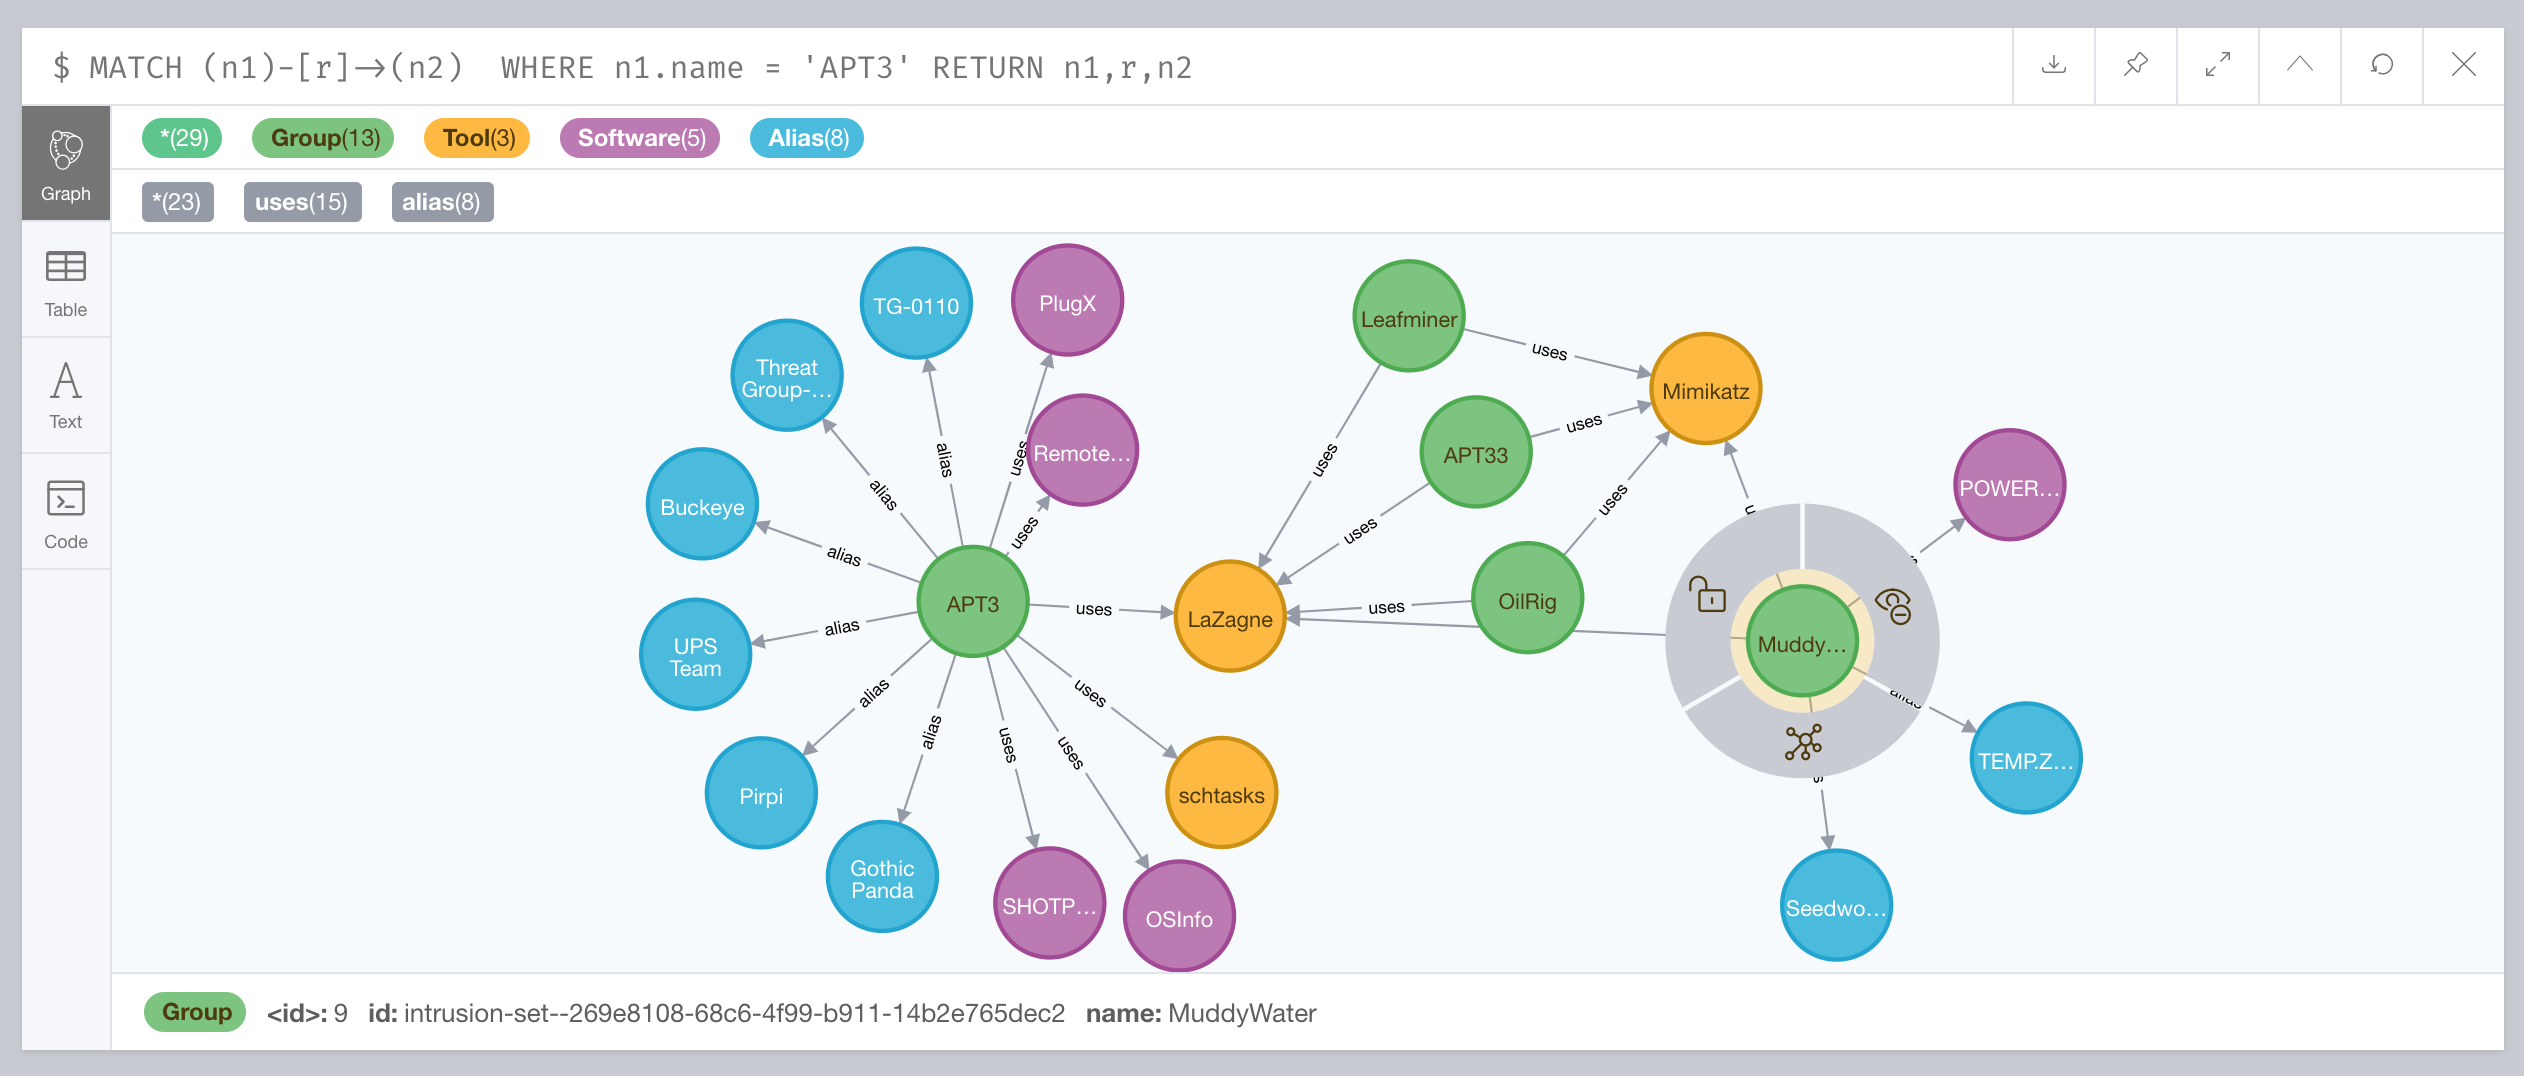 $ MATCH (n1)-[r]->(n2)  WHERE n1.name = 'APT3' RETURN n1,r,n2
Graph
Table
Text
Code
*(29)
Group(13)
Tool(3)
Software(5)
Alias(8)
*(23)
uses(15)
alias(8)
TG-0110
PlugX
Leafminer
Threat
Group-...
uses
Mimikatz
alias
uses
Remote...
uses
APT33
uses
Buckeye
alias
uses
uses
POWER...
alias
uses
uses
APT3
uses
LaZagne
uses
OilRig
Muddy...
UPS
Team
alias
alias
alias
uses
uses
uses
alias
TEMP.Z...
Pirpi
schtasks
Gothic
Panda
SHOTP...
OSInfo
Seedwo...
Group
<id>: 9 id: intrusion-set--269e8108-68c6-4f99-b911-14b2e765dec2 name: MuddyWater